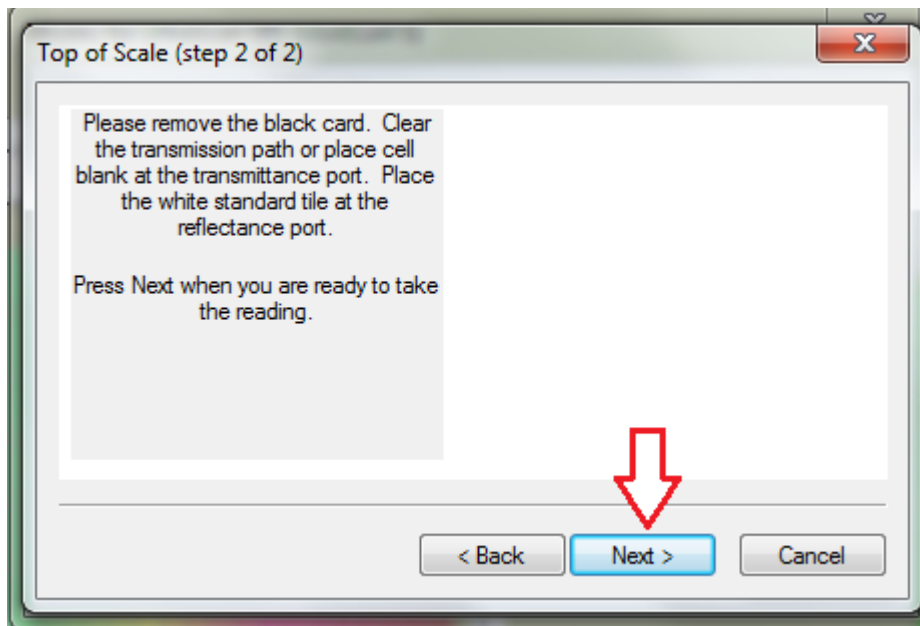 Top of Scale (step 2 of 2)
Please remove the black card.  Clear
the transmission path or place cell
blank at the transmittance port.  Place
the white standard tile at the
reflectance port.
Press Next when you are ready to take
the reading.
< Back
Next >
Cancel